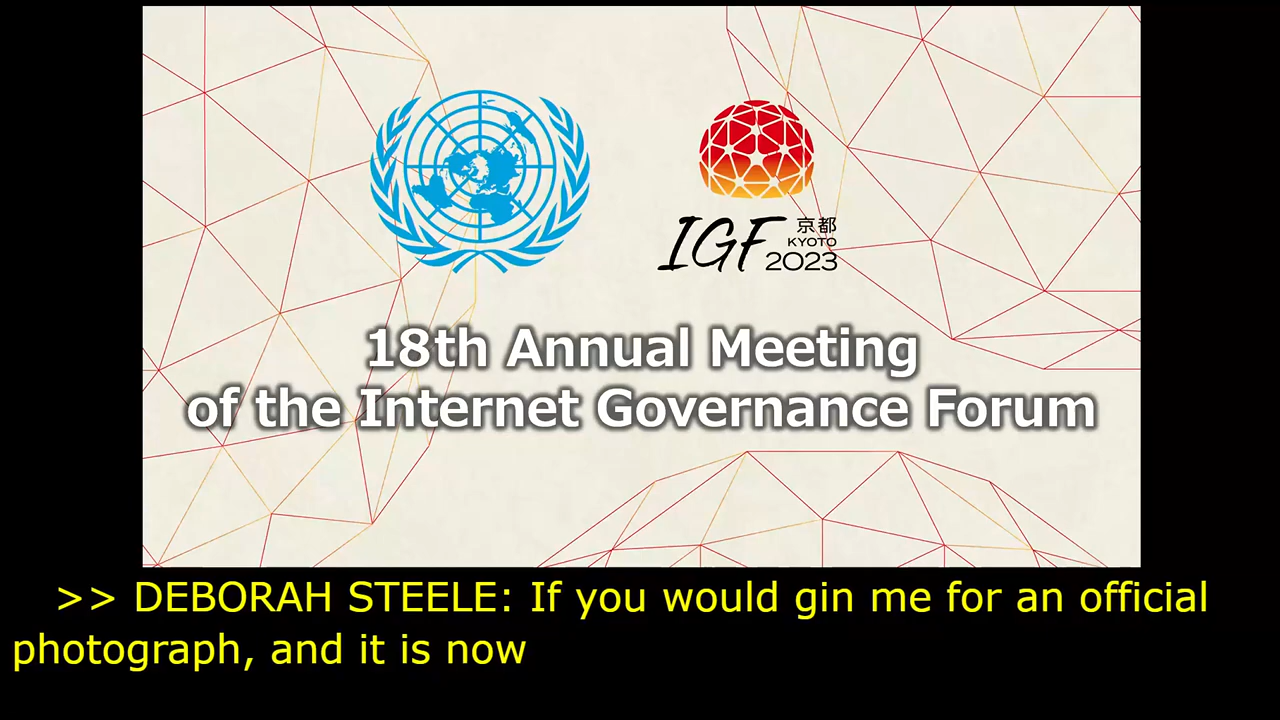 IGF 京都
KYOTO
2023
18th Annual Meeting
of the Internet Governance Forum
>> DEBORAH STEELE: If you would gin me for an official
photograph, and it is now